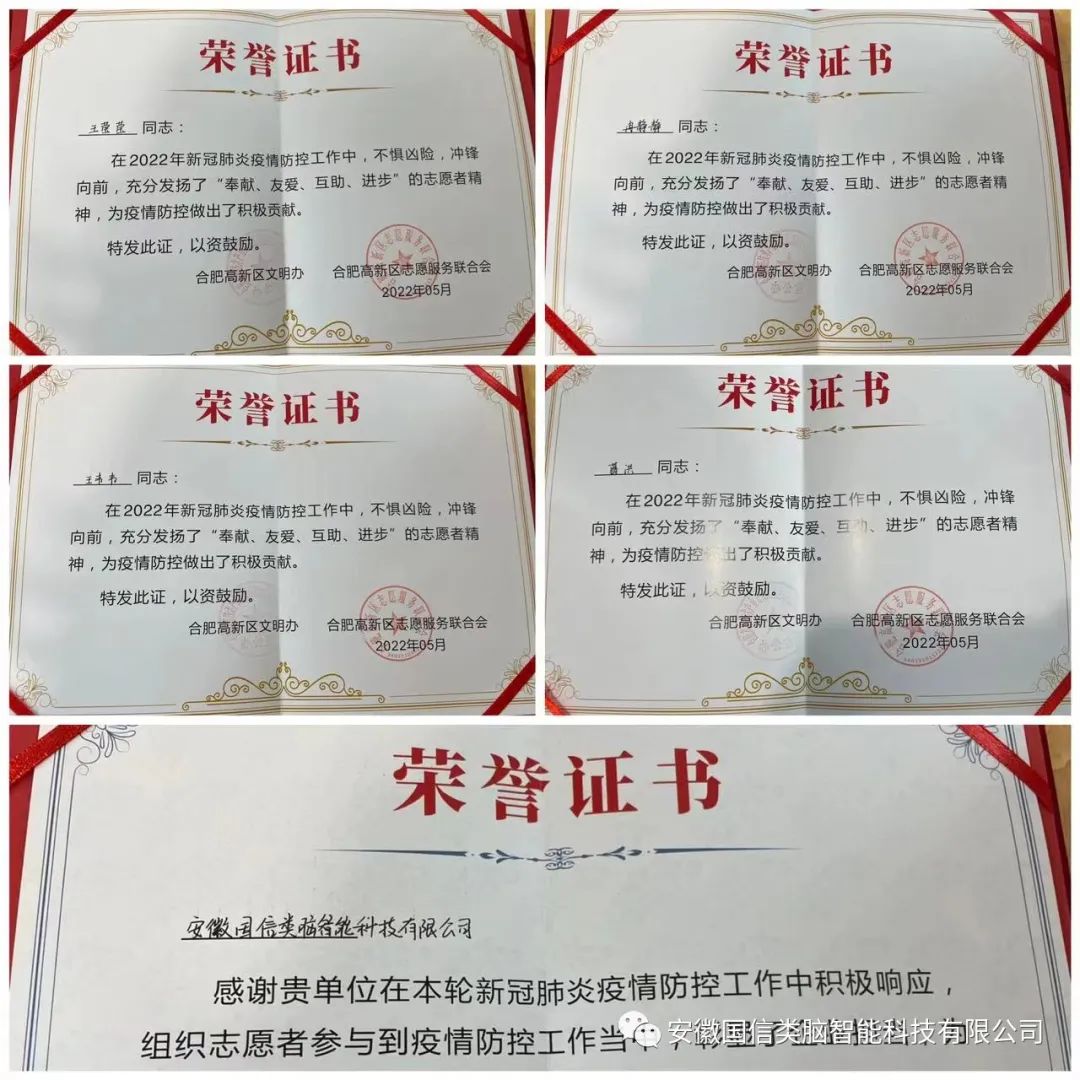 荣誉证书
王莹莹 同志：
在2022年新冠肺炎疫情防控工作中，不惧凶险，冲锋
向前，充分发扬了“奉献、友爱、互助、进步”的志愿者精
神，为疫情防控做出了积极贡献。
特发此证，以资鼓励。
合肥高新区文明办 合肥高新区志愿服务联合会
2022年05月
荣誉证书
冉静静 同志：
在2022年新冠肺炎疫情防控工作中，不惧凶险，冲锋
向前，充分发扬了“奉献、友爱、互助、进步”的志愿者精
神，为疫情防控做出了积极贡献。
特发此证，以资鼓励。
合肥高新区文明办 合肥高新区志愿服务联合会
2022年05月
荣誉证书
同志：
在2022年新冠肺炎疫情防控工作中，不惧凶险，冲锋
向前，充分发扬了“奉献、友爱、互助、进步”的志愿者精
神，为疫情防控做出了积极贡献。
特发此证，以资鼓励。
合肥高新区文明办 合肥高新区志愿服务联合会
2022年05月
荣誉证书
蒋洪 同志：
在2022年新冠肺炎疫情防控工作中，不惧凶险，冲锋
向前，充分发扬了“奉献、友爱、互助、进步”的志愿者精
神，为疫情防控做出了积极贡献。
特发此证，以资鼓励。
合肥高新区文明办 合肥高新区志愿服务联合会
2022年05月
荣誉证书
安徽国信类脑智能科技有限公司
感谢贵单位在本轮新冠肺炎疫情防控工作中积极响应，
组织志愿者参与到疫情防控工作当中，
安徽国信类脑智能科技有限公司